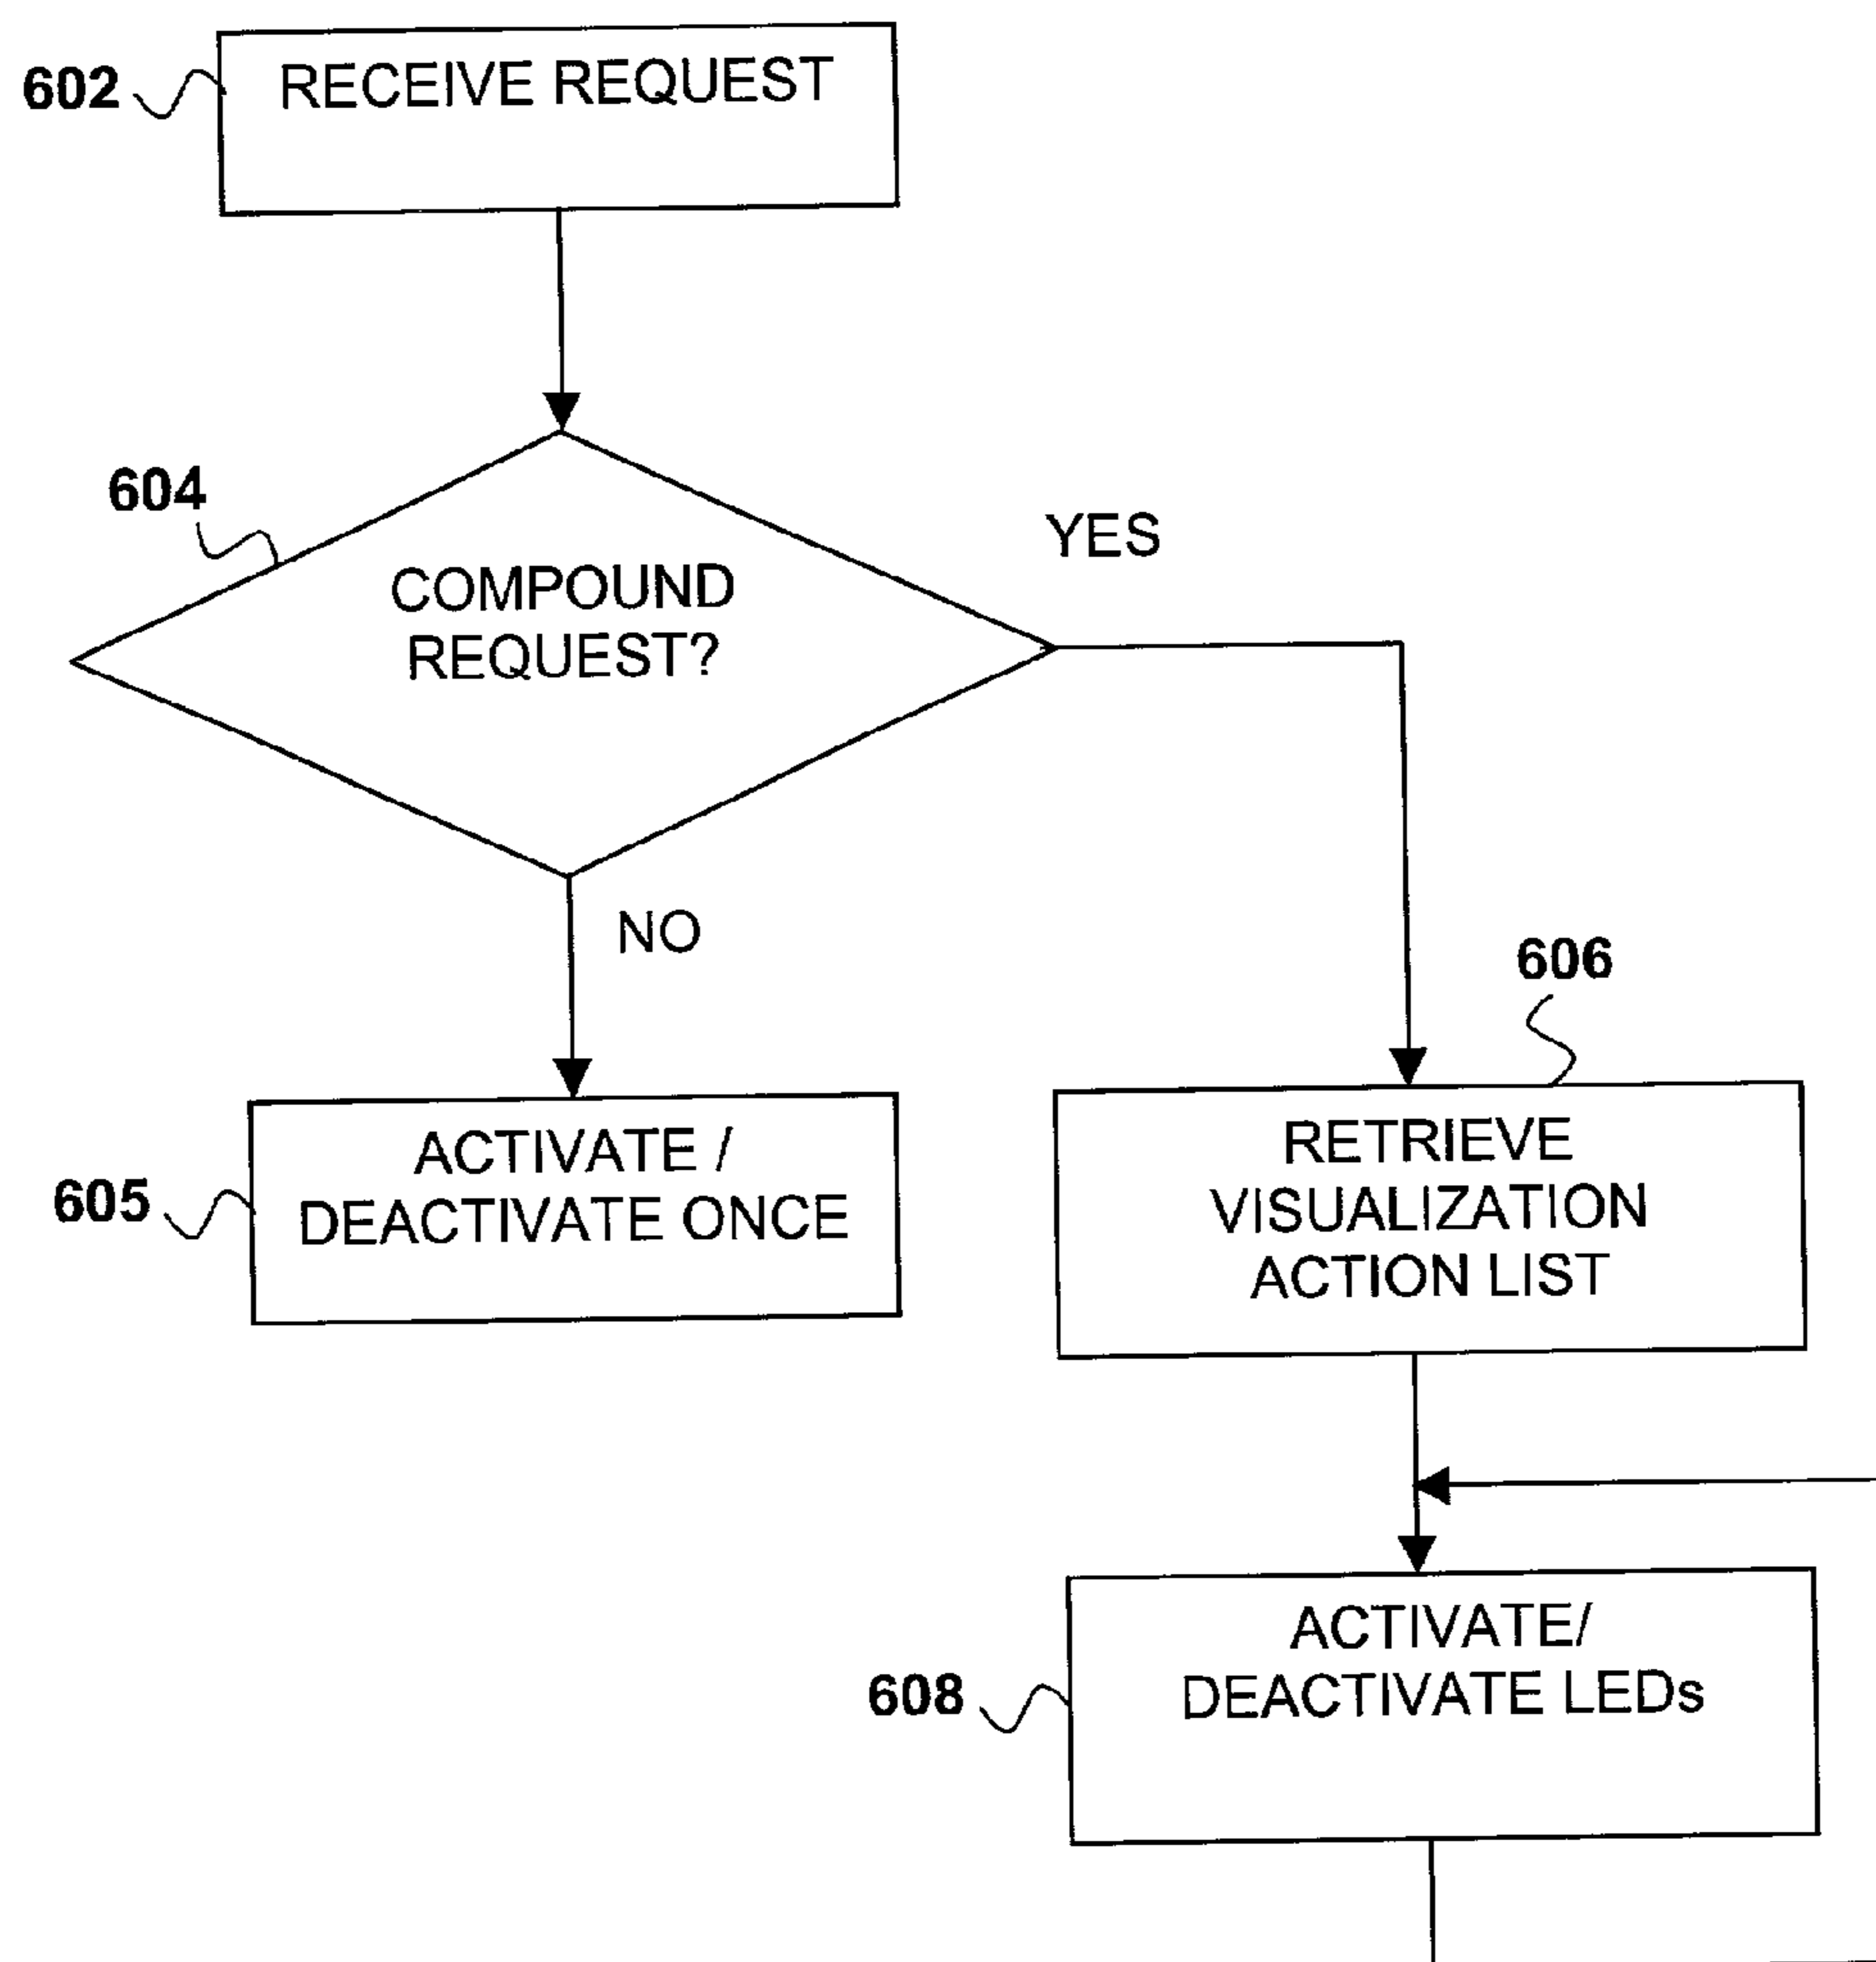 602
RECEIVE REQUEST
604
COMPOUND
REQUEST?
YES
NO
606
605
ACTIVATE /
DEACTIVATE ONCE
RETRIEVE
VISUALIZATION
ACTION LIST
608
ACTIVATE/
DEACTIVATE LEDs